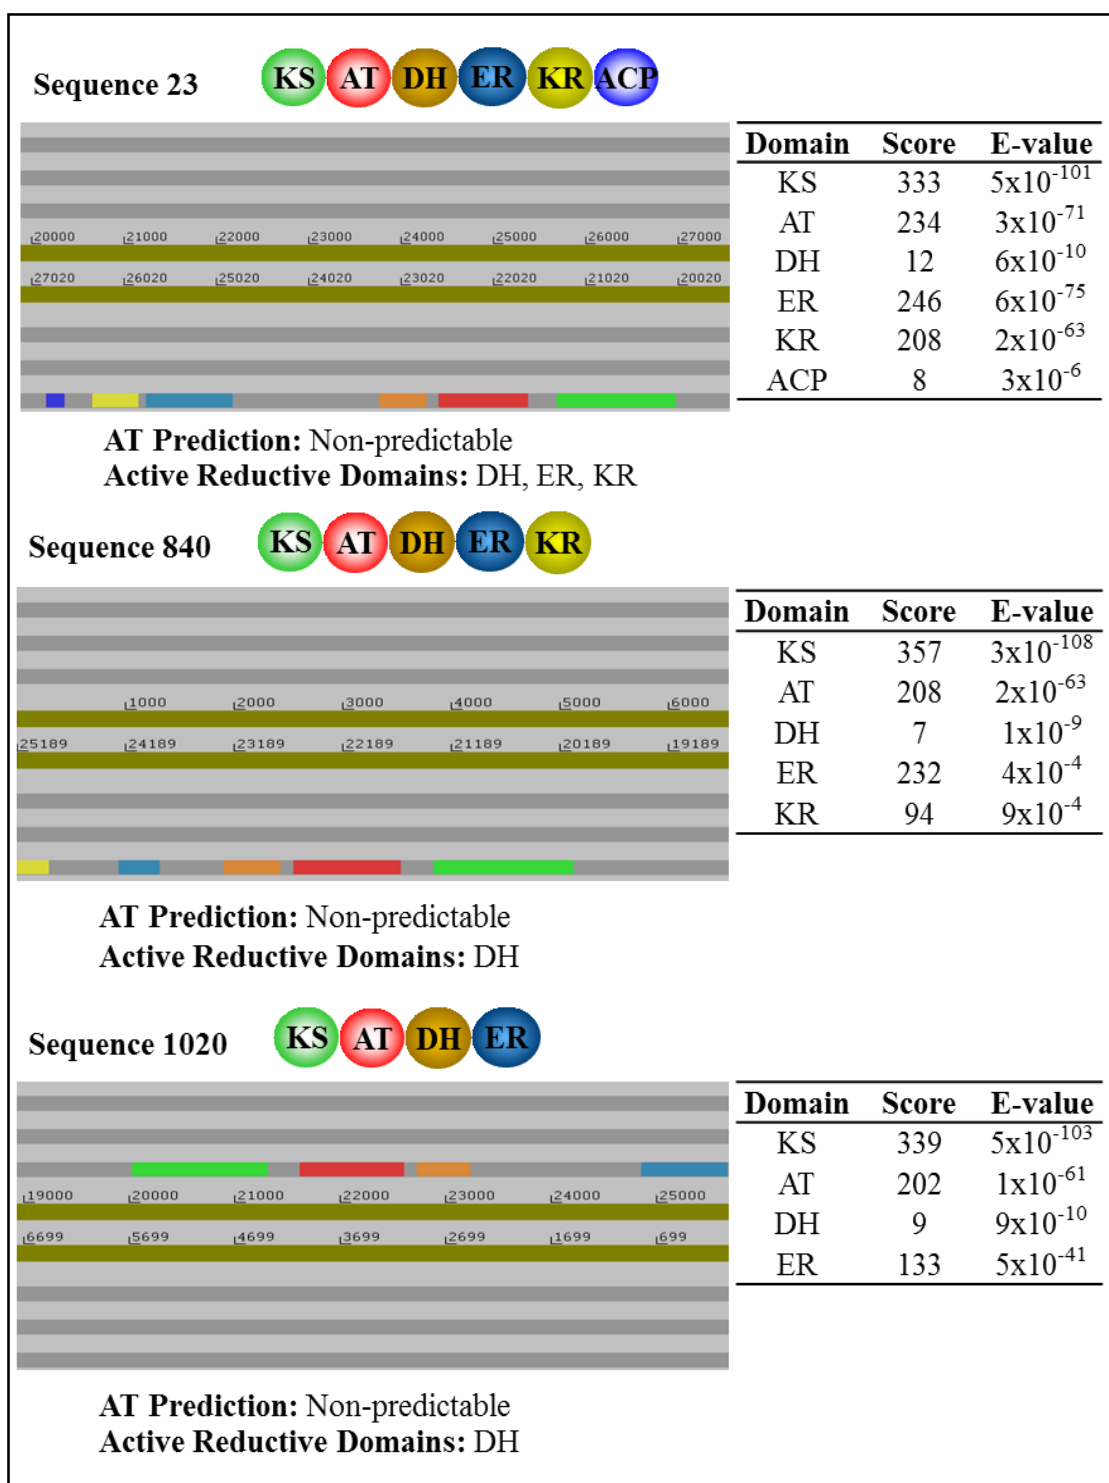 Sequence 23 KS AT DH ER KR ACP
20000 21000 22000 23000 24000 25000 26000 27000
27020 26020 25020 24020 23020 22020 21020 20020
Domain Score E-value
KS 333 5x10⁻¹⁰¹
AT 234 3x10⁻⁷¹
DH 12 6x10⁻¹⁰
ER 246 6x10⁻⁷⁵
KR 208 2x10⁻⁶³
ACP 8 3x10⁻⁶
AT Prediction: Non-predictable
Active Reductive Domains: DH, ER, KR
Sequence 840 KS AT DH ER KR
1000 2000 3000 4000 5000 6000
25189 24189 23189 22189 21189 20189 19189
Domain Score E-value
KS 357 3x10⁻¹⁰⁸
AT 208 2x10⁻⁶³
DH 7 1x10⁻⁹
ER 232 4x10⁻⁴
KR 94 9x10⁻⁴
AT Prediction: Non-predictable
Active Reductive Domains: DH
Sequence 1020 KS AT DH ER
19000 20000 21000 22000 23000 24000 25000
6699 5699 4699 3699 2699 1699 699
Domain Score E-value
KS 339 5x10⁻¹⁰³
AT 202 1x10⁻⁶¹
DH 9 9x10⁻¹⁰
ER 133 5x10⁻⁴¹
AT Prediction: Non-predictable
Active Reductive Domains: DH